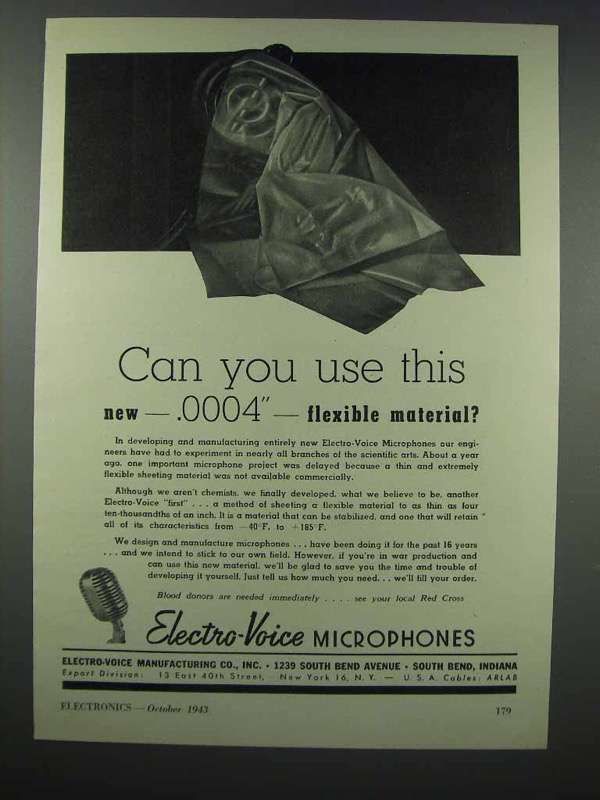 Can you use this
new — .0004" — flexible material?
In developing and manufacturing entirely new Electro-Voice Microphones our engi-
neers have had to experiment in nearly all branches of the scientific arts. About a year
ago, one important microphone project was delayed because a thin and extremely
flexible sheeting material was not available commercially.
Although we aren't chemists, we finally developed, what we believe to be, another
Electro-Voice "first" . . . a method of sheeting a flexible material to as thin as four
ten-thousandths of an inch. It is a material that can be stabilized, and one that will retain
all of its characteristics from —40°F. to +185°F.
We design and manufacture microphones . . . have been doing it for the past 16 years
. . . and we intend to stick to our own field. However, if you're in war production and
can use this new material, we'll be glad to save you the time and trouble of
developing it yourself. Just tell us how much you need. . . we'll fill your order.
Blood donors are needed immediately . . . . see your local Red Cross
Electro-Voice MICROPHONES
ELECTRO-VOICE MANUFACTURING CO., INC. • 1239 SOUTH BEND AVENUE • SOUTH BEND, INDIANA
Export Division: 13 East 40th Street, New York 16, N. Y. — U. S. A. Cables: ARLAB
ELECTRONICS — October 1943
179